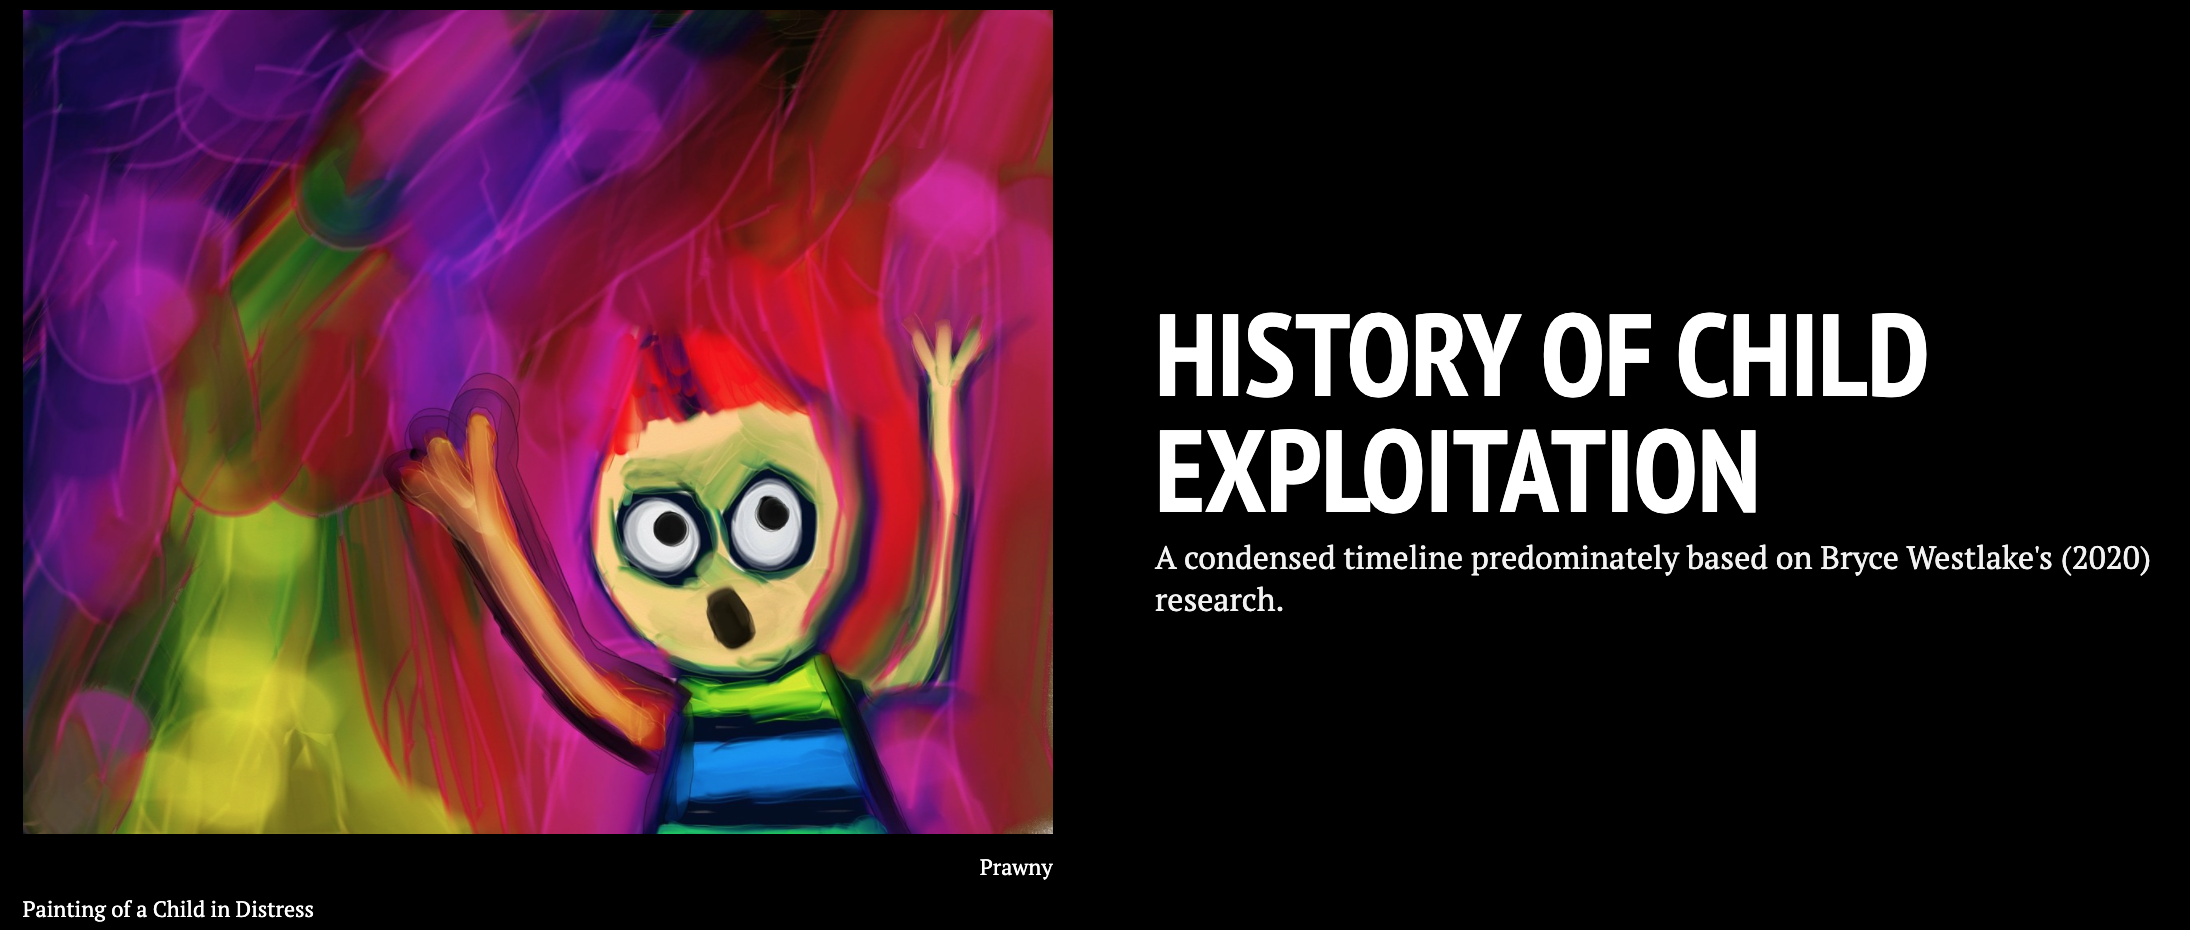 HISTORY OF CHILD
EXPLOITATION
A condensed timeline predominately based on Bryce Westlake's (2020)
research.
Prawny
Painting of a Child in Distress